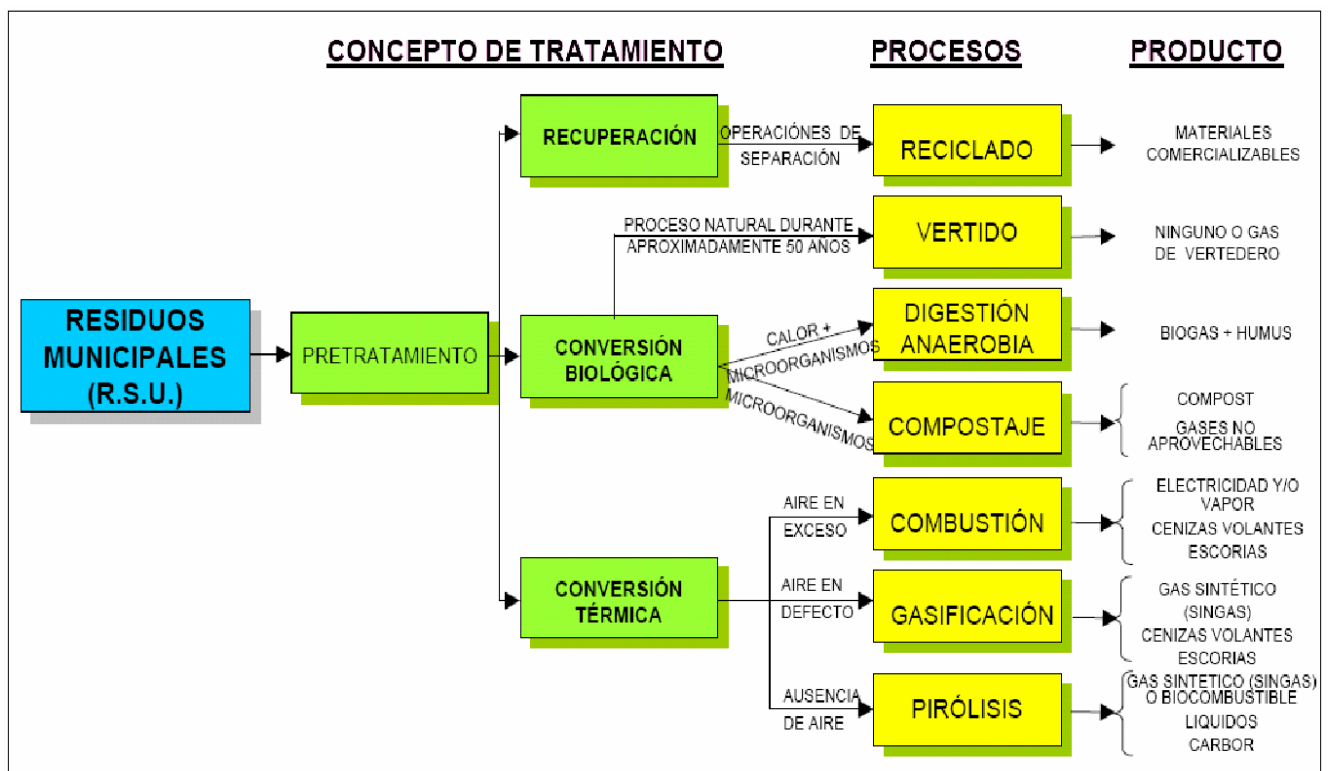 CONCEPTO DE TRATAMIENTO
PROCESOS
PRODUCTO
RESIDUOS
MUNICIPALES
(R.S.U.)
PRETRATAMIENTO
RECUPERACIÓN
OPERACIÓNES DE
SEPARACIÓN
RECICLADO
MATERIALES
COMERCIALIZABLES
PROCESO NATURAL DURANTE
APROXIMADAMENTE 50 AÑOS
VERTIDO
NINGUNO O GAS
DE VERTEDERO
CONVERSIÓN
BIOLÓGICA
CALOR +
MICROORGANISMOS
DIGESTIÓN
ANAEROBIA
BIOGAS + HUMUS
MICROORGANISMOS
COMPOSTAJE
COMPOST
GASES NO
APROVECHABLES
CONVERSIÓN
TÉRMICA
AIRE EN
EXCESO
COMBUSTIÓN
ELECTRICIDAD Y/O
VAPOR
CENIZAS VOLANTES
ESCORIAS
AIRE EN
DEFECTO
GASIFICACIÓN
GAS SINTÉTICO
(SINGAS)
CENIZAS VOLANTES
ESCORIAS
AUSENCIA
DE AIRE
PIRÓLISIS
GAS SINTETICO (SINGAS)
O BIOCOMBUSTIBLE
LIQUIDOS
CARBOR